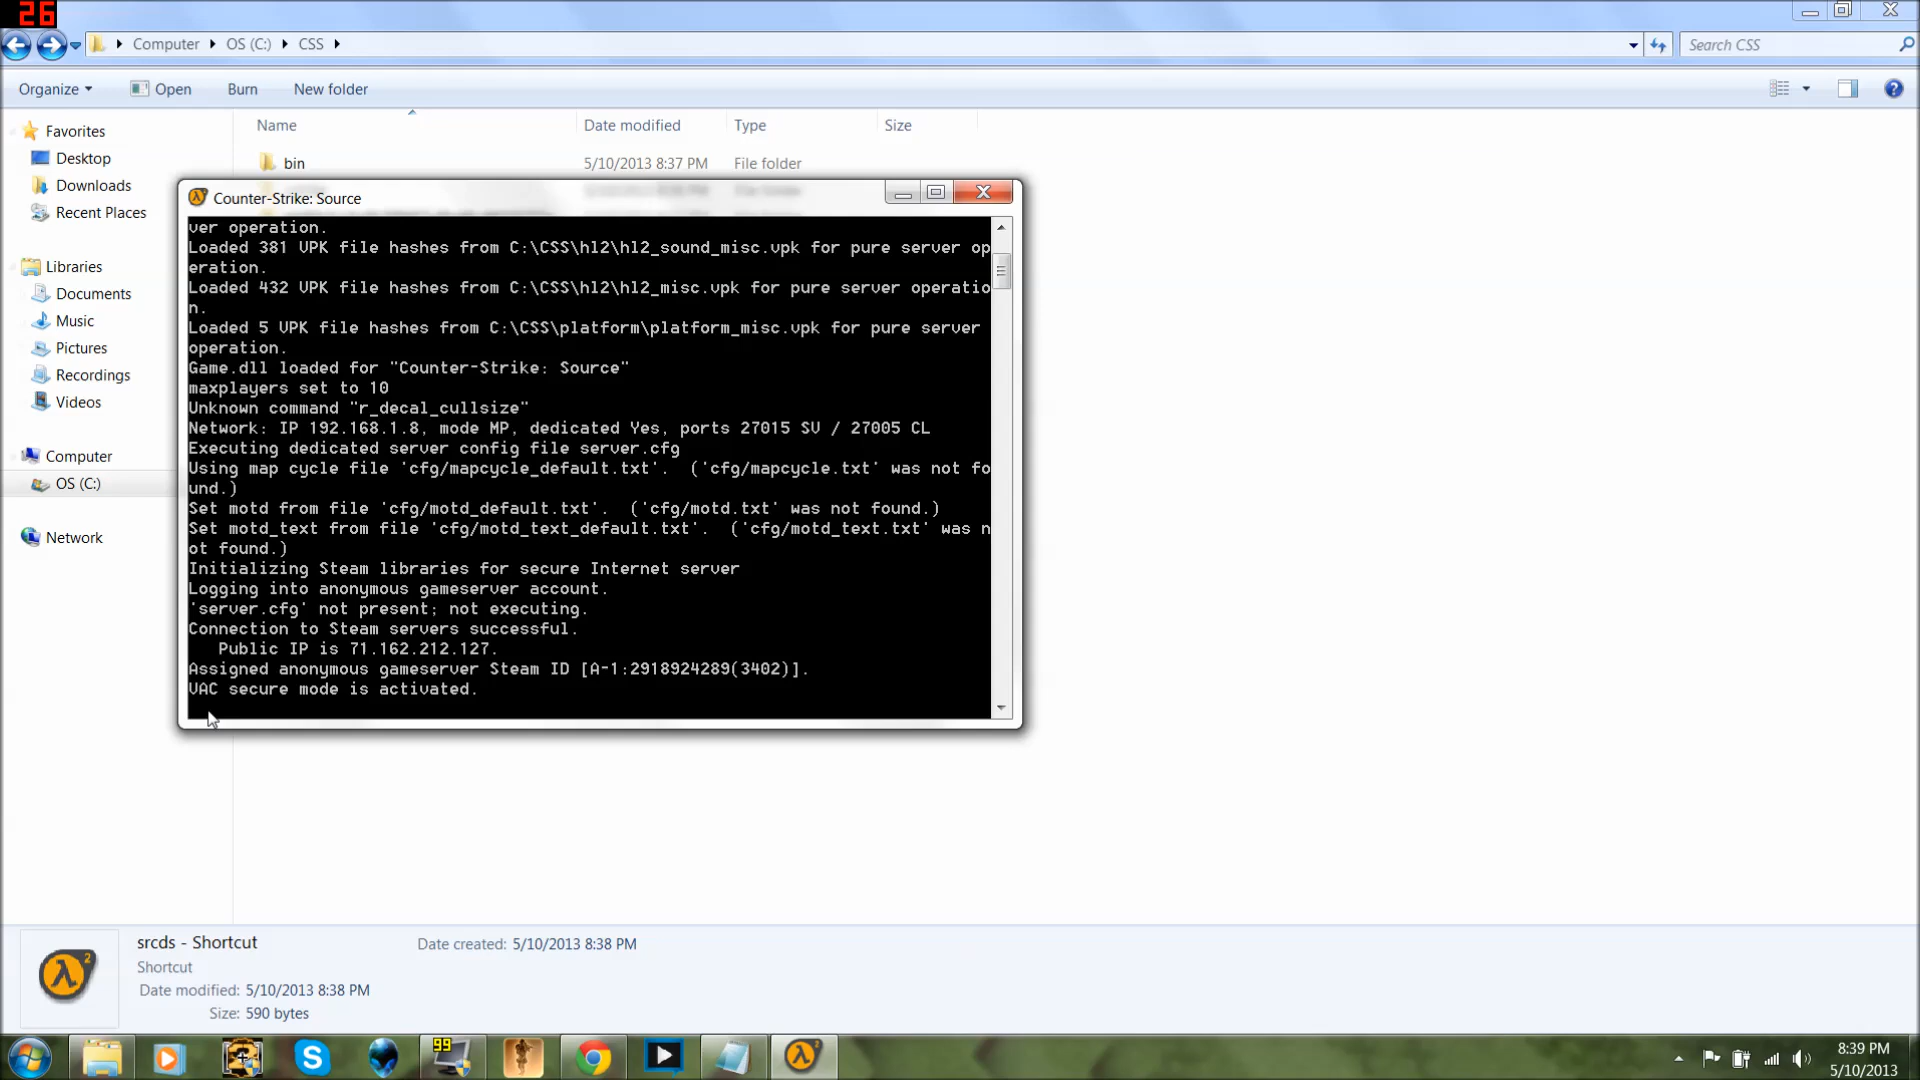 26
Computer OS (C:) CSS
Search CSS
Organize Open Burn New folder
Name Date modified Type Size
Favorites
Desktop
Downloads
Recent Places
Libraries
Documents
Music
Pictures
Recordings
Videos
Computer
OS (C:)
Network
bin 5/10/2013 8:37 PM File folder
Counter-Strike: Source
ver operation.
Loaded 381 VPK file hashes from C:\CSS\hl2\hl2_sound_misc.vpk for pure server op
eration.
Loaded 432 VPK file hashes from C:\CSS\hl2\hl2_misc.vpk for pure server operatio
n.
Loaded 5 VPK file hashes from C:\CSS\platform\platform_misc.vpk for pure server
operation.
Game.dll loaded for "Counter-Strike: Source"
maxplayers set to 10
Unknown command "r_decal_cullsize"
Network: IP 192.168.1.8, mode MP, dedicated Yes, ports 27015 SV / 27005 CL
Executing dedicated server config file server.cfg
Using map cycle file 'cfg/mapcycle_default.txt'.  ('cfg/mapcycle.txt' was not fo
und.)
Set motd from file 'cfg/motd_default.txt'.  ('cfg/motd.txt' was not found.)
Set motd_text from file 'cfg/motd_text_default.txt'.  ('cfg/motd_text.txt' was n
ot found.)
Initializing Steam libraries for secure Internet server
Logging into anonymous gameserver account.
'server.cfg' not present; not executing.
Connection to Steam servers successful.
Public IP is 71.162.212.127.
Assigned anonymous gameserver Steam ID [A-1:2918924289(3402)].
VAC secure mode is activated.
srcds - Shortcut Date created: 5/10/2013 8:38 PM
Shortcut
Date modified: 5/10/2013 8:38 PM
Size: 590 bytes
99
8:39 PM
5/10/2013